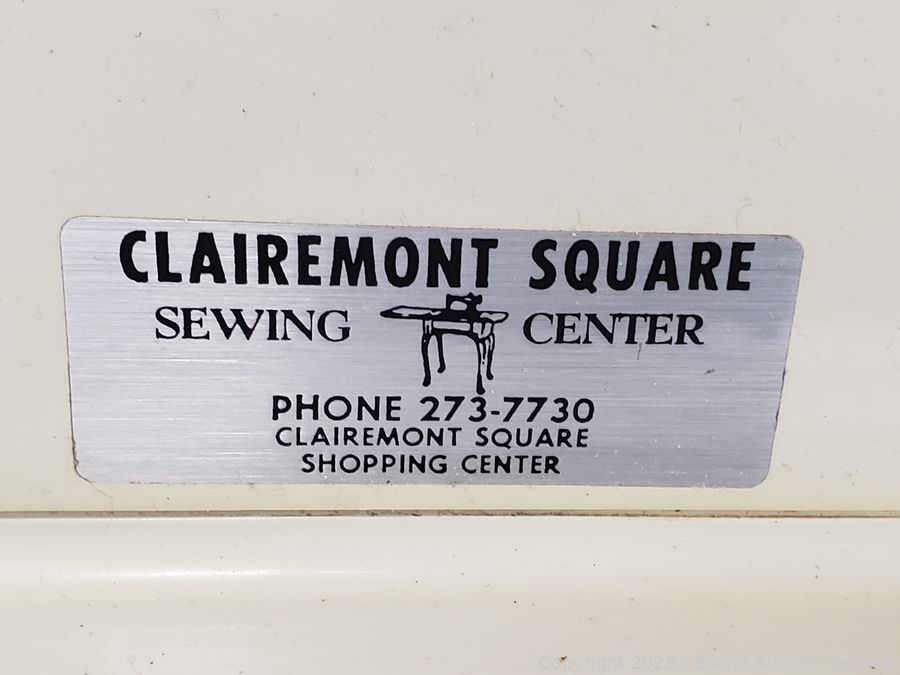 CLAIREMONT SQUARE
SEWING CENTER
PHONE 273-7730
CLAIREMONT SQUARE
SHOPPING CENTER
Copyright 2025 - Sound Auction Service